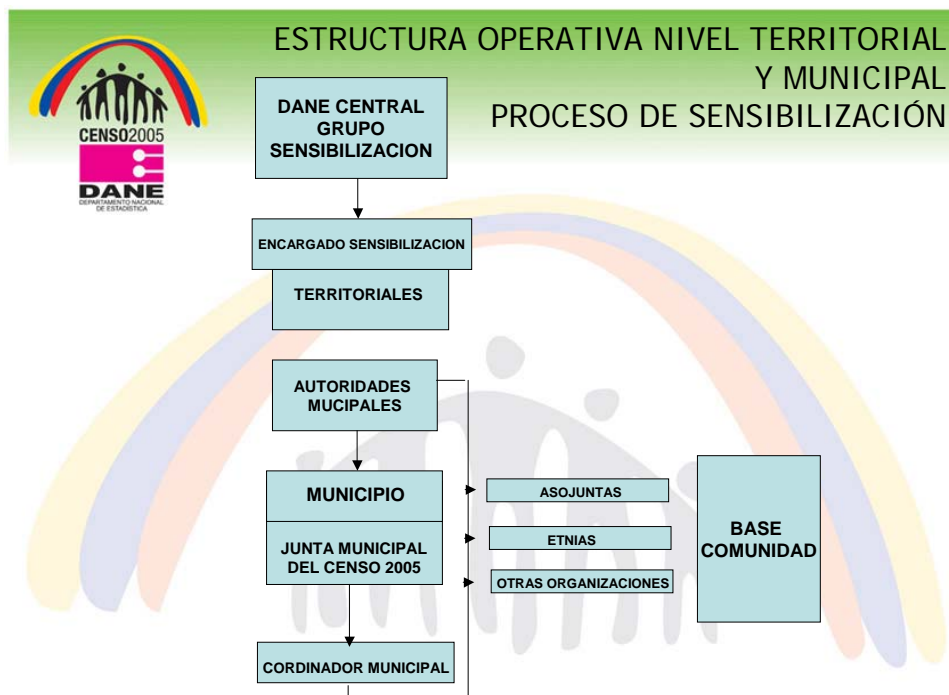 ESTRUCTURA OPERATIVA NIVEL TERRITORIAL
Y MUNICIPAL
PROCESO DE SENSIBILIZACIÓN
CENSO2005
DANE
DEPARTAMENTO NACIONAL
DE ESTADÍSTICA
DANE CENTRAL
GRUPO
SENSIBILIZACION
ENCARGADO SENSIBILIZACION
TERRITORIALES
AUTORIDADES
MUCIPALES
MUNICIPIO
JUNTA MUNICIPAL
DEL CENSO 2005
CORDINADOR MUNICIPAL
ASOJUNTAS
ETNIAS
OTRAS ORGANIZACIONES
BASE
COMUNIDAD